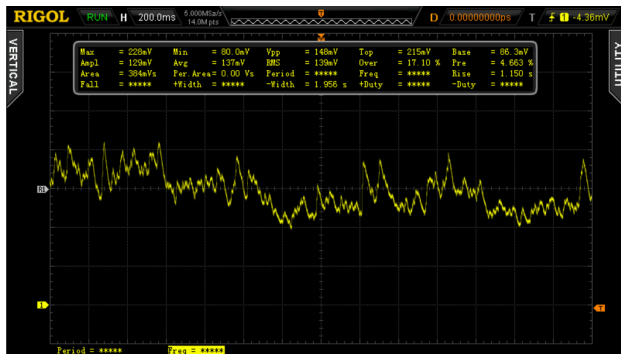 RIGOL RUN H 200.0ms 5.000MSa/s 14.0M pts D 0.00000000ps T 1 -4.36mV
VERTICAL
Max = 228mV Min = 80.0mV Vpp = 148mV Top = 215mV Base = 86.3mV
Ampl = 129mV Avg = 137mV RMS = 139mV Over = 17.10 % Pre = 4.663 %
Area = 384mVs Per.Area= 0.00 Vs Period = ***** Freq = ***** Rise = 1.150 s
Fall = ***** +Width = ***** -Width = 1.956 s +Duty = ***** -Duty = *****
R1
1
T
Period = ***** Freq = *****